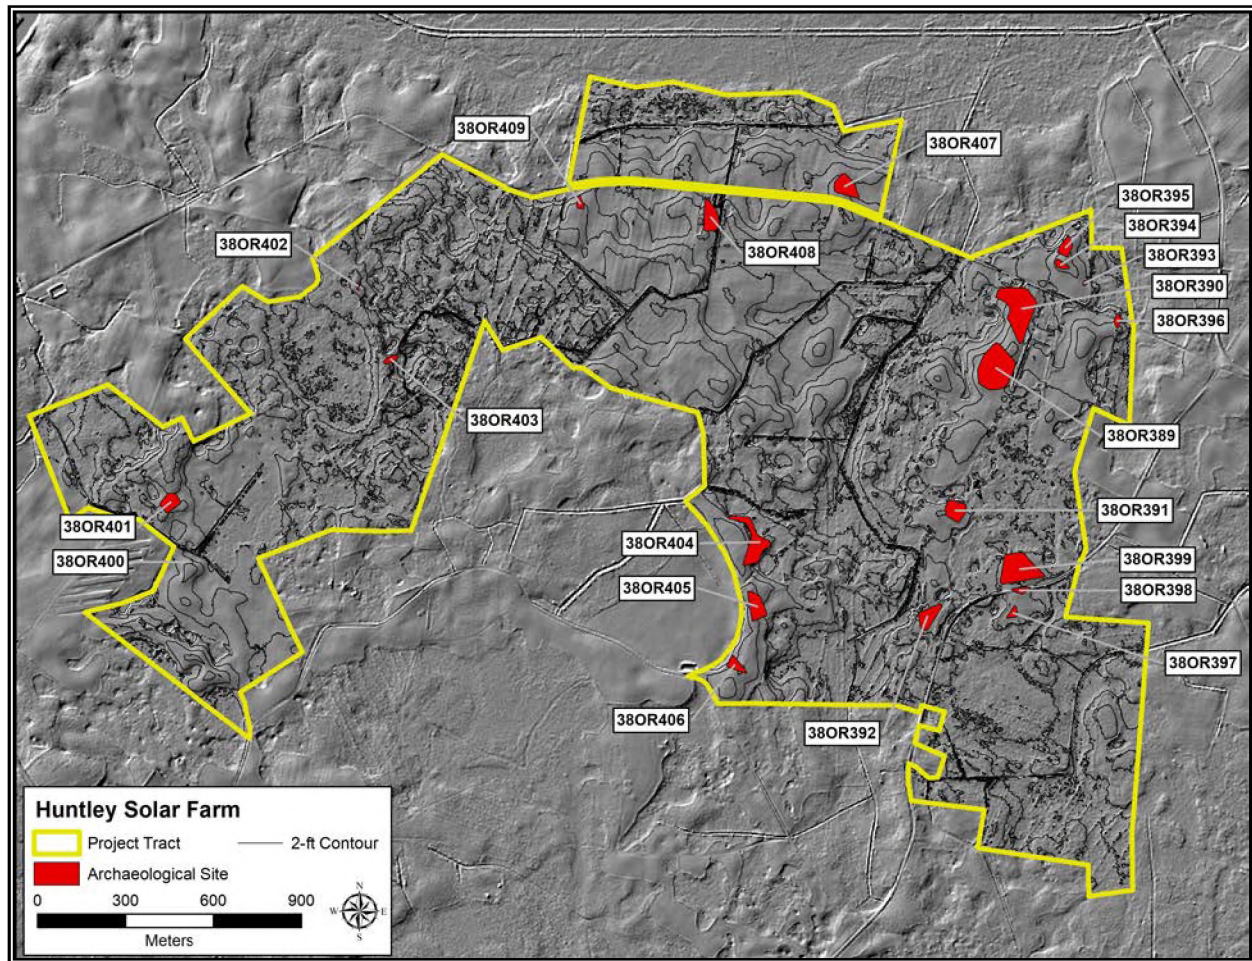 38OR409
38OR407
38OR395
38OR394
38OR393
38OR390
38OR396
38OR402
38OR408
38OR403
38OR389
38OR401
38OR400
38OR404
38OR405
38OR391
38OR399
38OR398
38OR397
38OR406
38OR392
Huntley Solar Farm
Project Tract
2-ft Contour
Archaeological Site
0 300 600 900
Meters
N
W E
S